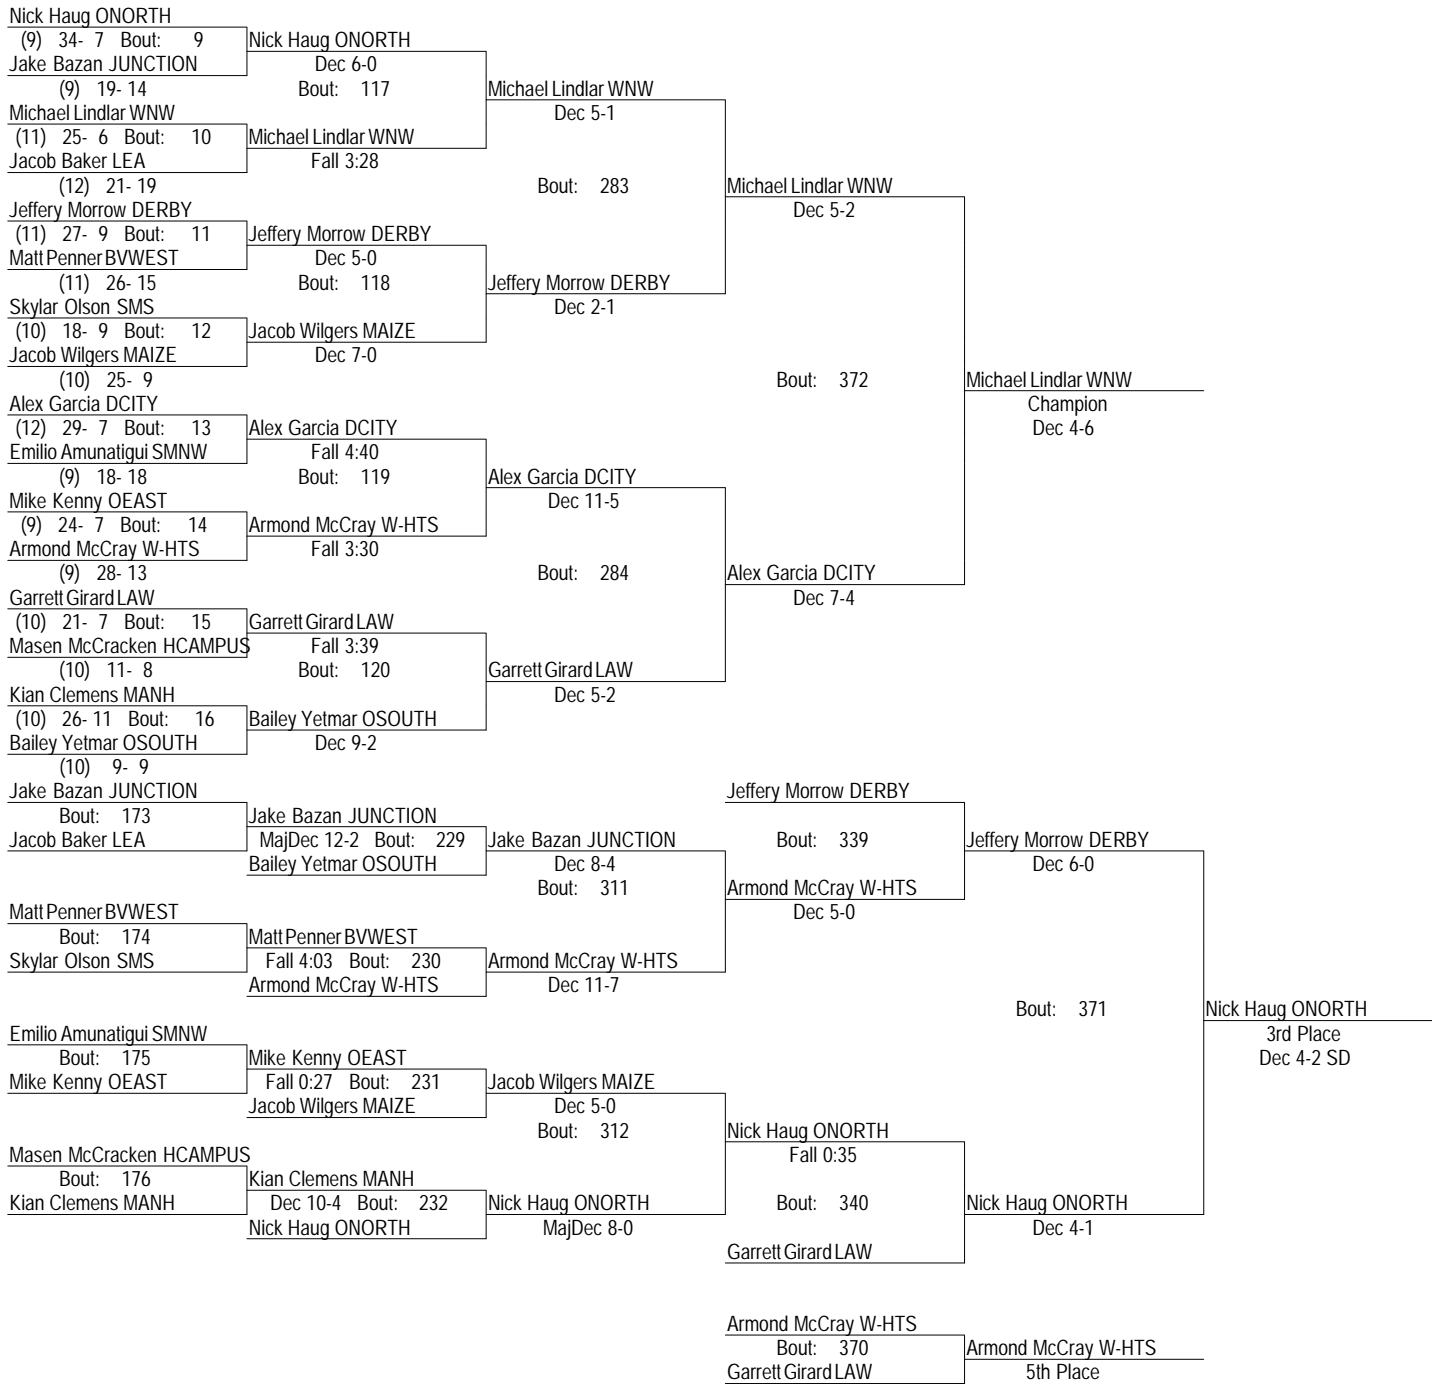 Nick Haug ONORTH
(9) 34- 7 Bout: 9
Jake Bazan JUNCTION
(9) 19- 14
Michael Lindlar WNW
(11) 25- 6 Bout: 10
Jacob Baker LEA
(12) 21- 19
Jeffery Morrow DERBY
(11) 27- 9 Bout: 11
Matt Penner BVWEST
(11) 26- 15
Skylar Olson SMS
(10) 18- 9 Bout: 12
Jacob Wilgers MAIZE
(10) 25- 9
Alex Garcia DCITY
(12) 29- 7 Bout: 13
Emilio Amunatigui SMNW
(9) 18- 18
Mike Kenny OEAST
(9) 24- 7 Bout: 14
Armond McCray W-HTS
(9) 28- 13
Garrett Girard LAW
(10) 21- 7 Bout: 15
Masen McCracken HCAMPUS
(10) 11- 8
Kian Clemens MANH
(10) 26- 11 Bout: 16
Bailey Yetmar OSOUTH
(10) 9- 9
Nick Haug ONORTH
Dec 6-0
Bout: 117
Michael Lindlar WNW
Fall 3:28
Jeffery Morrow DERBY
Dec 5-0
Bout: 118
Jacob Wilgers MAIZE
Dec 7-0
Alex Garcia DCITY
Fall 4:40
Bout: 119
Armond McCray W-HTS
Fall 3:30
Garrett Girard LAW
Fall 3:39
Bout: 120
Bailey Yetmar OSOUTH
Dec 9-2
Michael Lindlar WNW
Dec 5-1
Bout: 283
Jeffery Morrow DERBY
Dec 2-1
Alex Garcia DCITY
Dec 11-5
Bout: 284
Garrett Girard LAW
Dec 5-2
Michael Lindlar WNW
Dec 5-2
Bout: 372
Alex Garcia DCITY
Dec 7-4
Michael Lindlar WNW
Champion
Dec 4-6
Jake Bazan JUNCTION
Bout: 173
Jacob Baker LEA
Matt Penner BVWEST
Bout: 174
Skylar Olson SMS
Emilio Amunatigui SMNW
Bout: 175
Mike Kenny OEAST
Masen McCracken HCAMPUS
Bout: 176
Kian Clemens MANH
Jake Bazan JUNCTION
MajDec 12-2 Bout: 229
Bailey Yetmar OSOUTH
Matt Penner BVWEST
Fall 4:03 Bout: 230
Armond McCray W-HTS
Mike Kenny OEAST
Fall 0:27 Bout: 231
Jacob Wilgers MAIZE
Kian Clemens MANH
Dec 10-4 Bout: 232
Nick Haug ONORTH
Jake Bazan JUNCTION
Dec 8-4
Bout: 311
Armond McCray W-HTS
Dec 11-7
Jacob Wilgers MAIZE
Dec 5-0
Bout: 312
Nick Haug ONORTH
MajDec 8-0
Jeffery Morrow DERBY
Bout: 339
Armond McCray W-HTS
Dec 5-0
Nick Haug ONORTH
Fall 0:35
Bout: 340
Garrett Girard LAW
Jeffery Morrow DERBY
Dec 6-0
Bout: 371
Nick Haug ONORTH
Dec 4-1
Nick Haug ONORTH
3rd Place
Dec 4-2 SD
Armond McCray W-HTS
Bout: 370
Garrett Girard LAW
Armond McCray W-HTS
5th Place